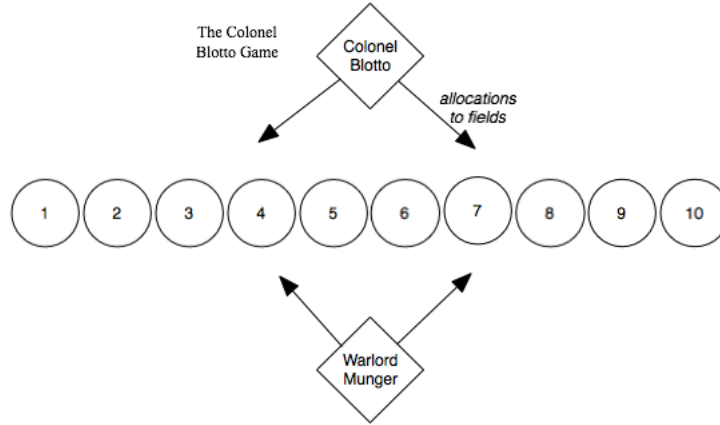 The Colonel
Blotto Game
Colonel
Blotto
allocations
to fields
1 2 3 4 5 6 7 8 9 10
Warlord
Munger